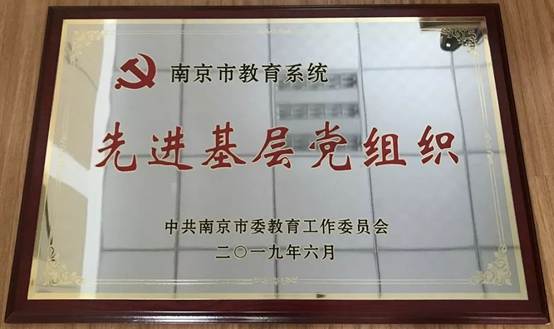 南京市教育系统
先进基层党组织
中共南京市委教育工作委员会
二〇一九年六月